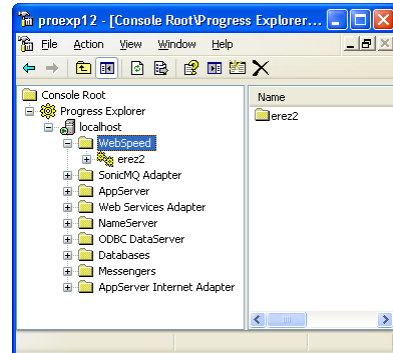 proexp12 - [Console Root\Progress Explorer...
File Action View Window Help
Console Root
Progress Explorer
localhost
WebSpeed
erez2
SonicMQ Adapter
AppServer
Web Services Adapter
NameServer
ODBC DataServer
Databases
Messengers
AppServer Internet Adapter
Name
erez2